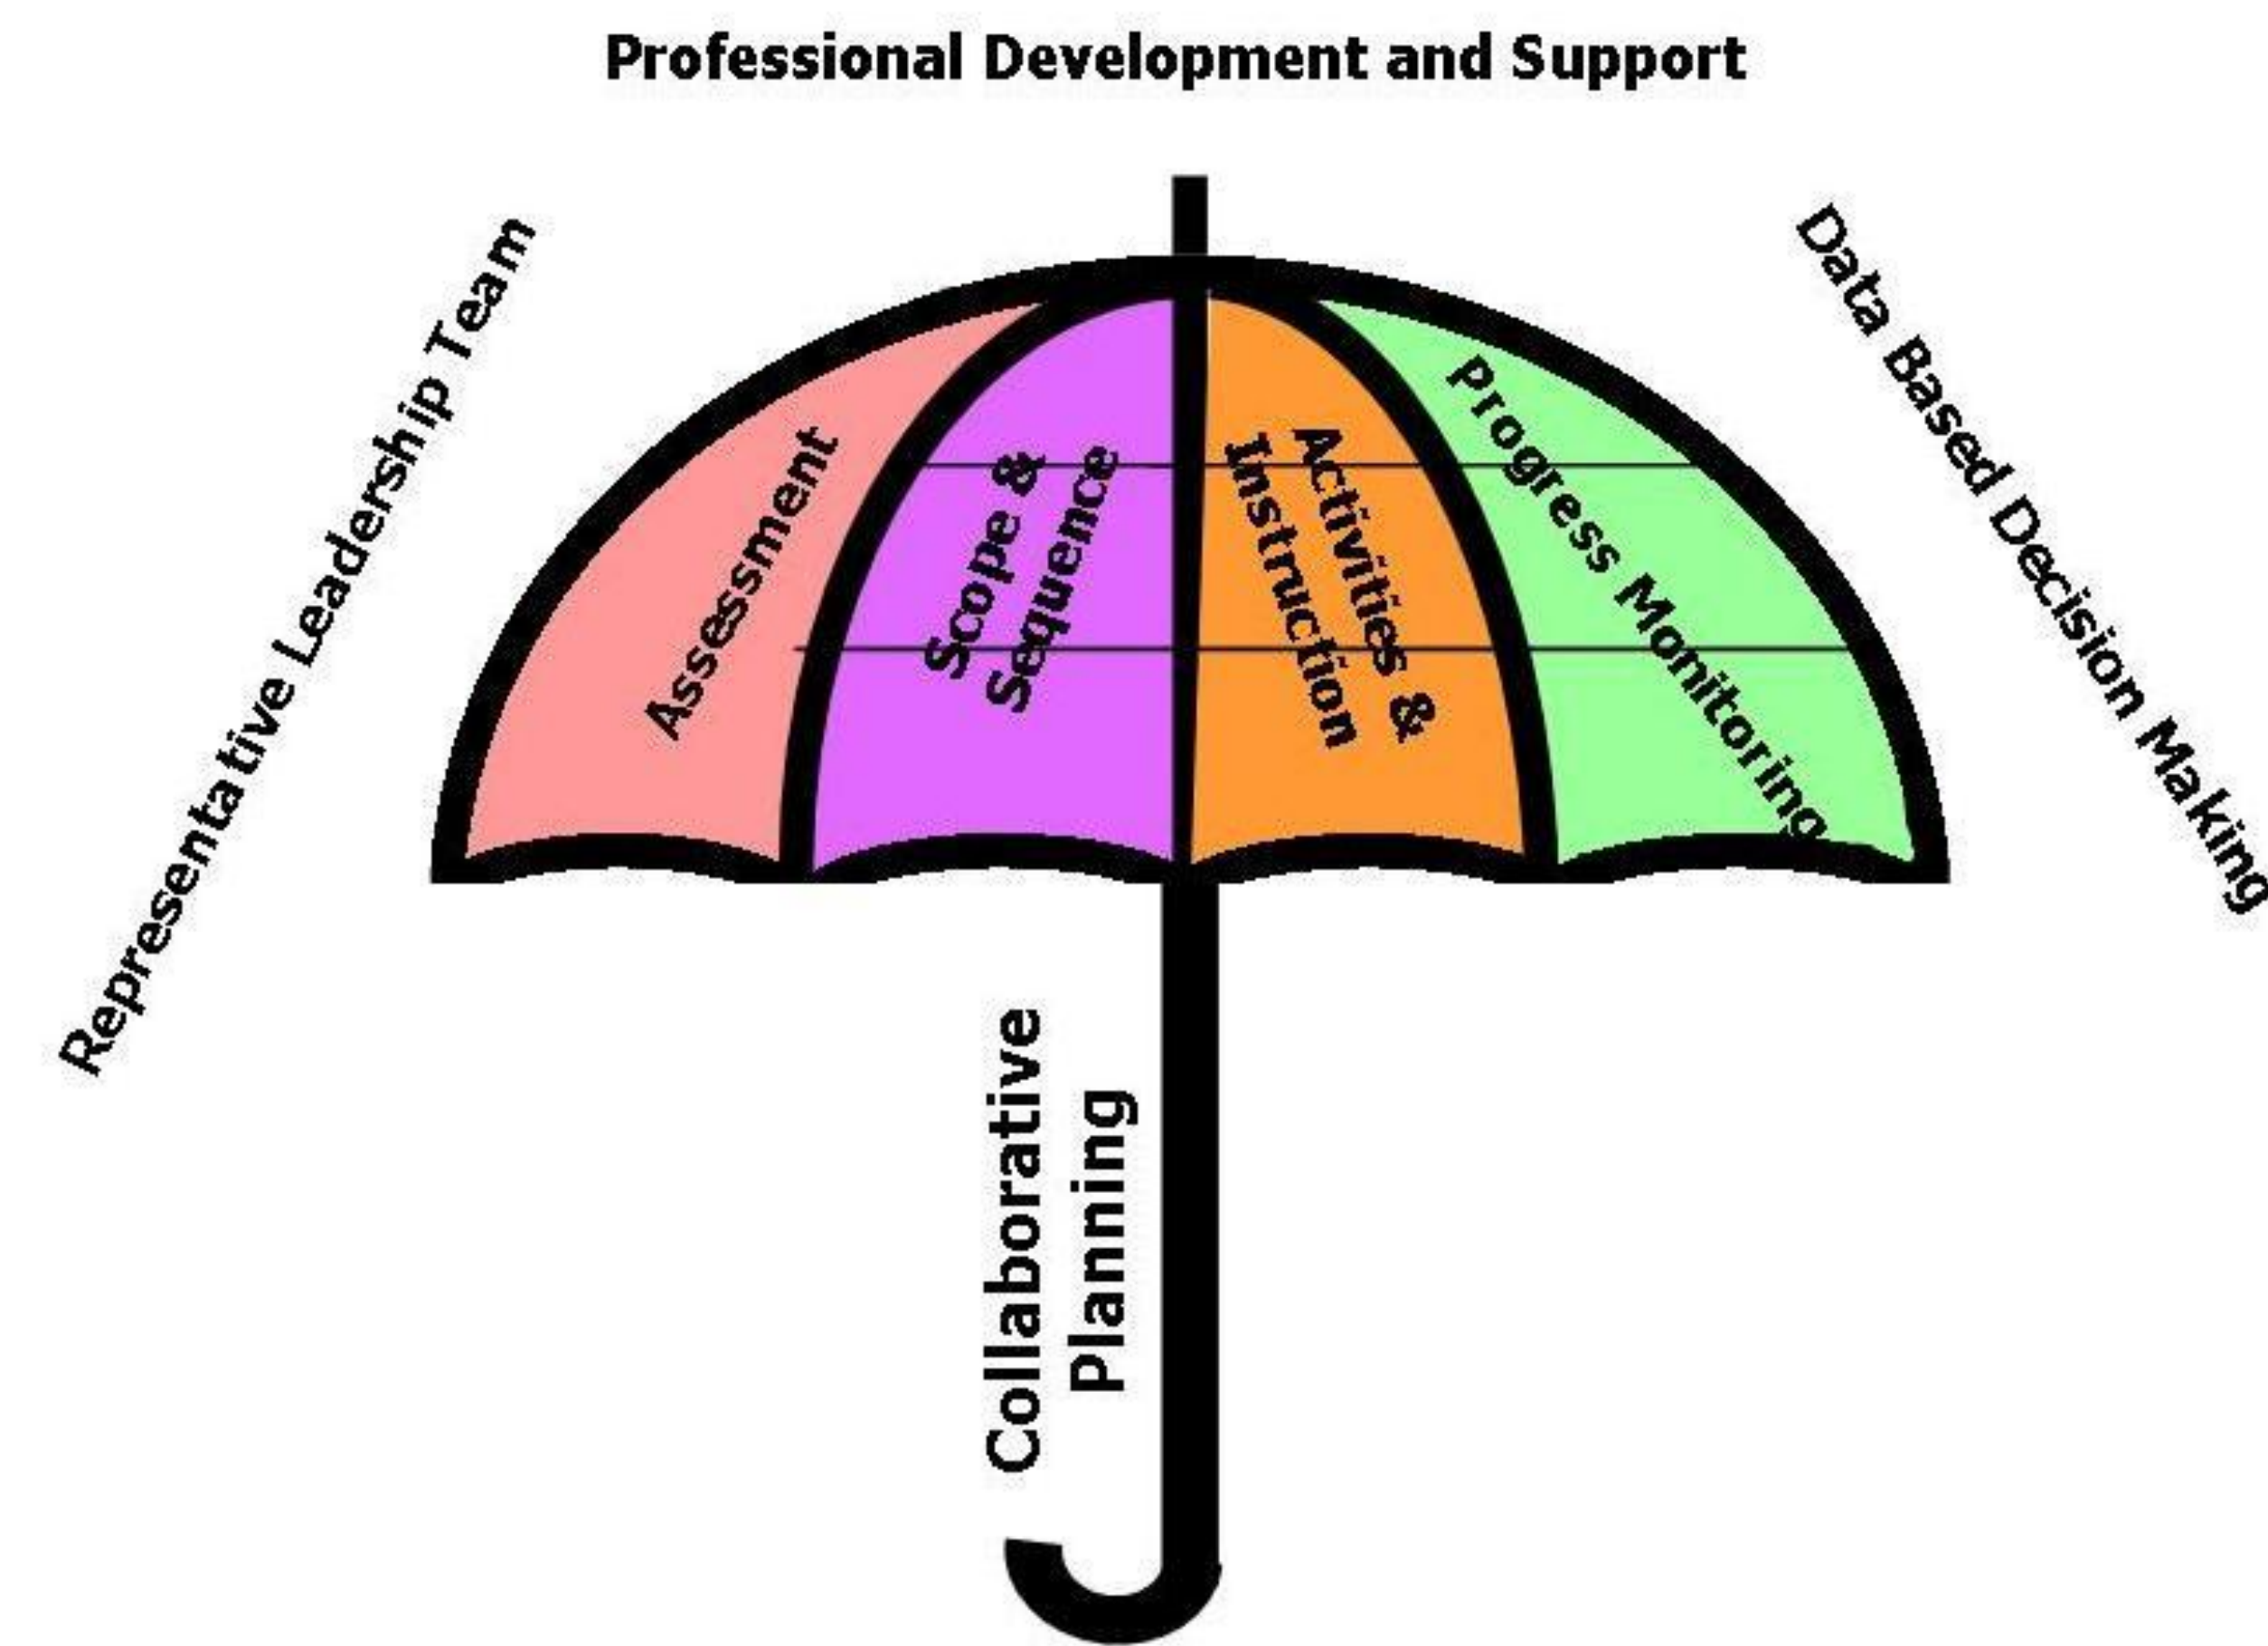 Professional Development and Support
Representative Leadership Team
Data Based Decision Making
Assessment
Scope &
Sequence
Activities &
Instruction
Progress Monitoring
Collaborative
Planning